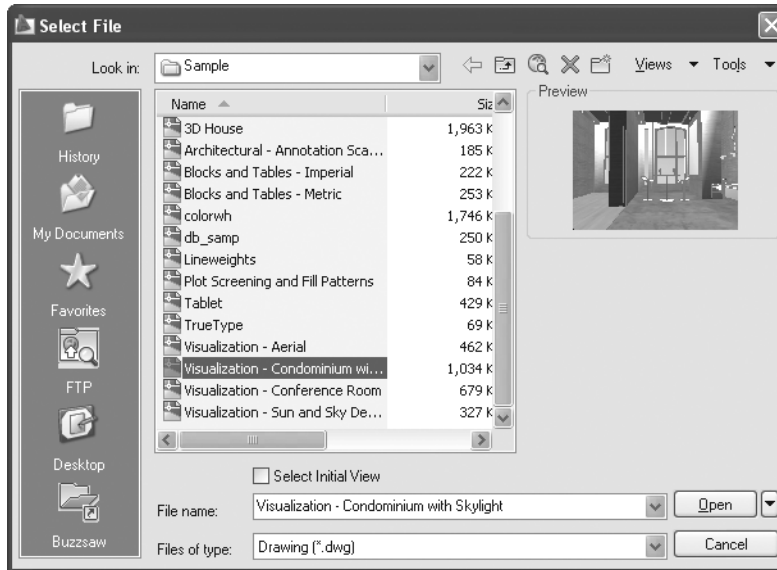 Select File
Look in: Sample Views Tools
History
My Documents
Favorites
FTP
Desktop
Buzzsaw
Name Siz
3D House 1,963 K
Architectural - Annotation Sca... 185 K
Blocks and Tables - Imperial 222 K
Blocks and Tables - Metric 253 K
colorwh 1,746 K
db_samp 250 K
Lineweights 58 K
Plot Screening and Fill Patterns 84 K
Tablet 429 K
TrueType 69 K
Visualization - Aerial 462 K
Visualization - Condominium wi... 1,034 K
Visualization - Conference Room 679 K
Visualization - Sun and Sky De... 327 K
Preview
Select Initial View
File name: Visualization - Condominium with Skylight Open
Files of type: Drawing (*.dwg) Cancel